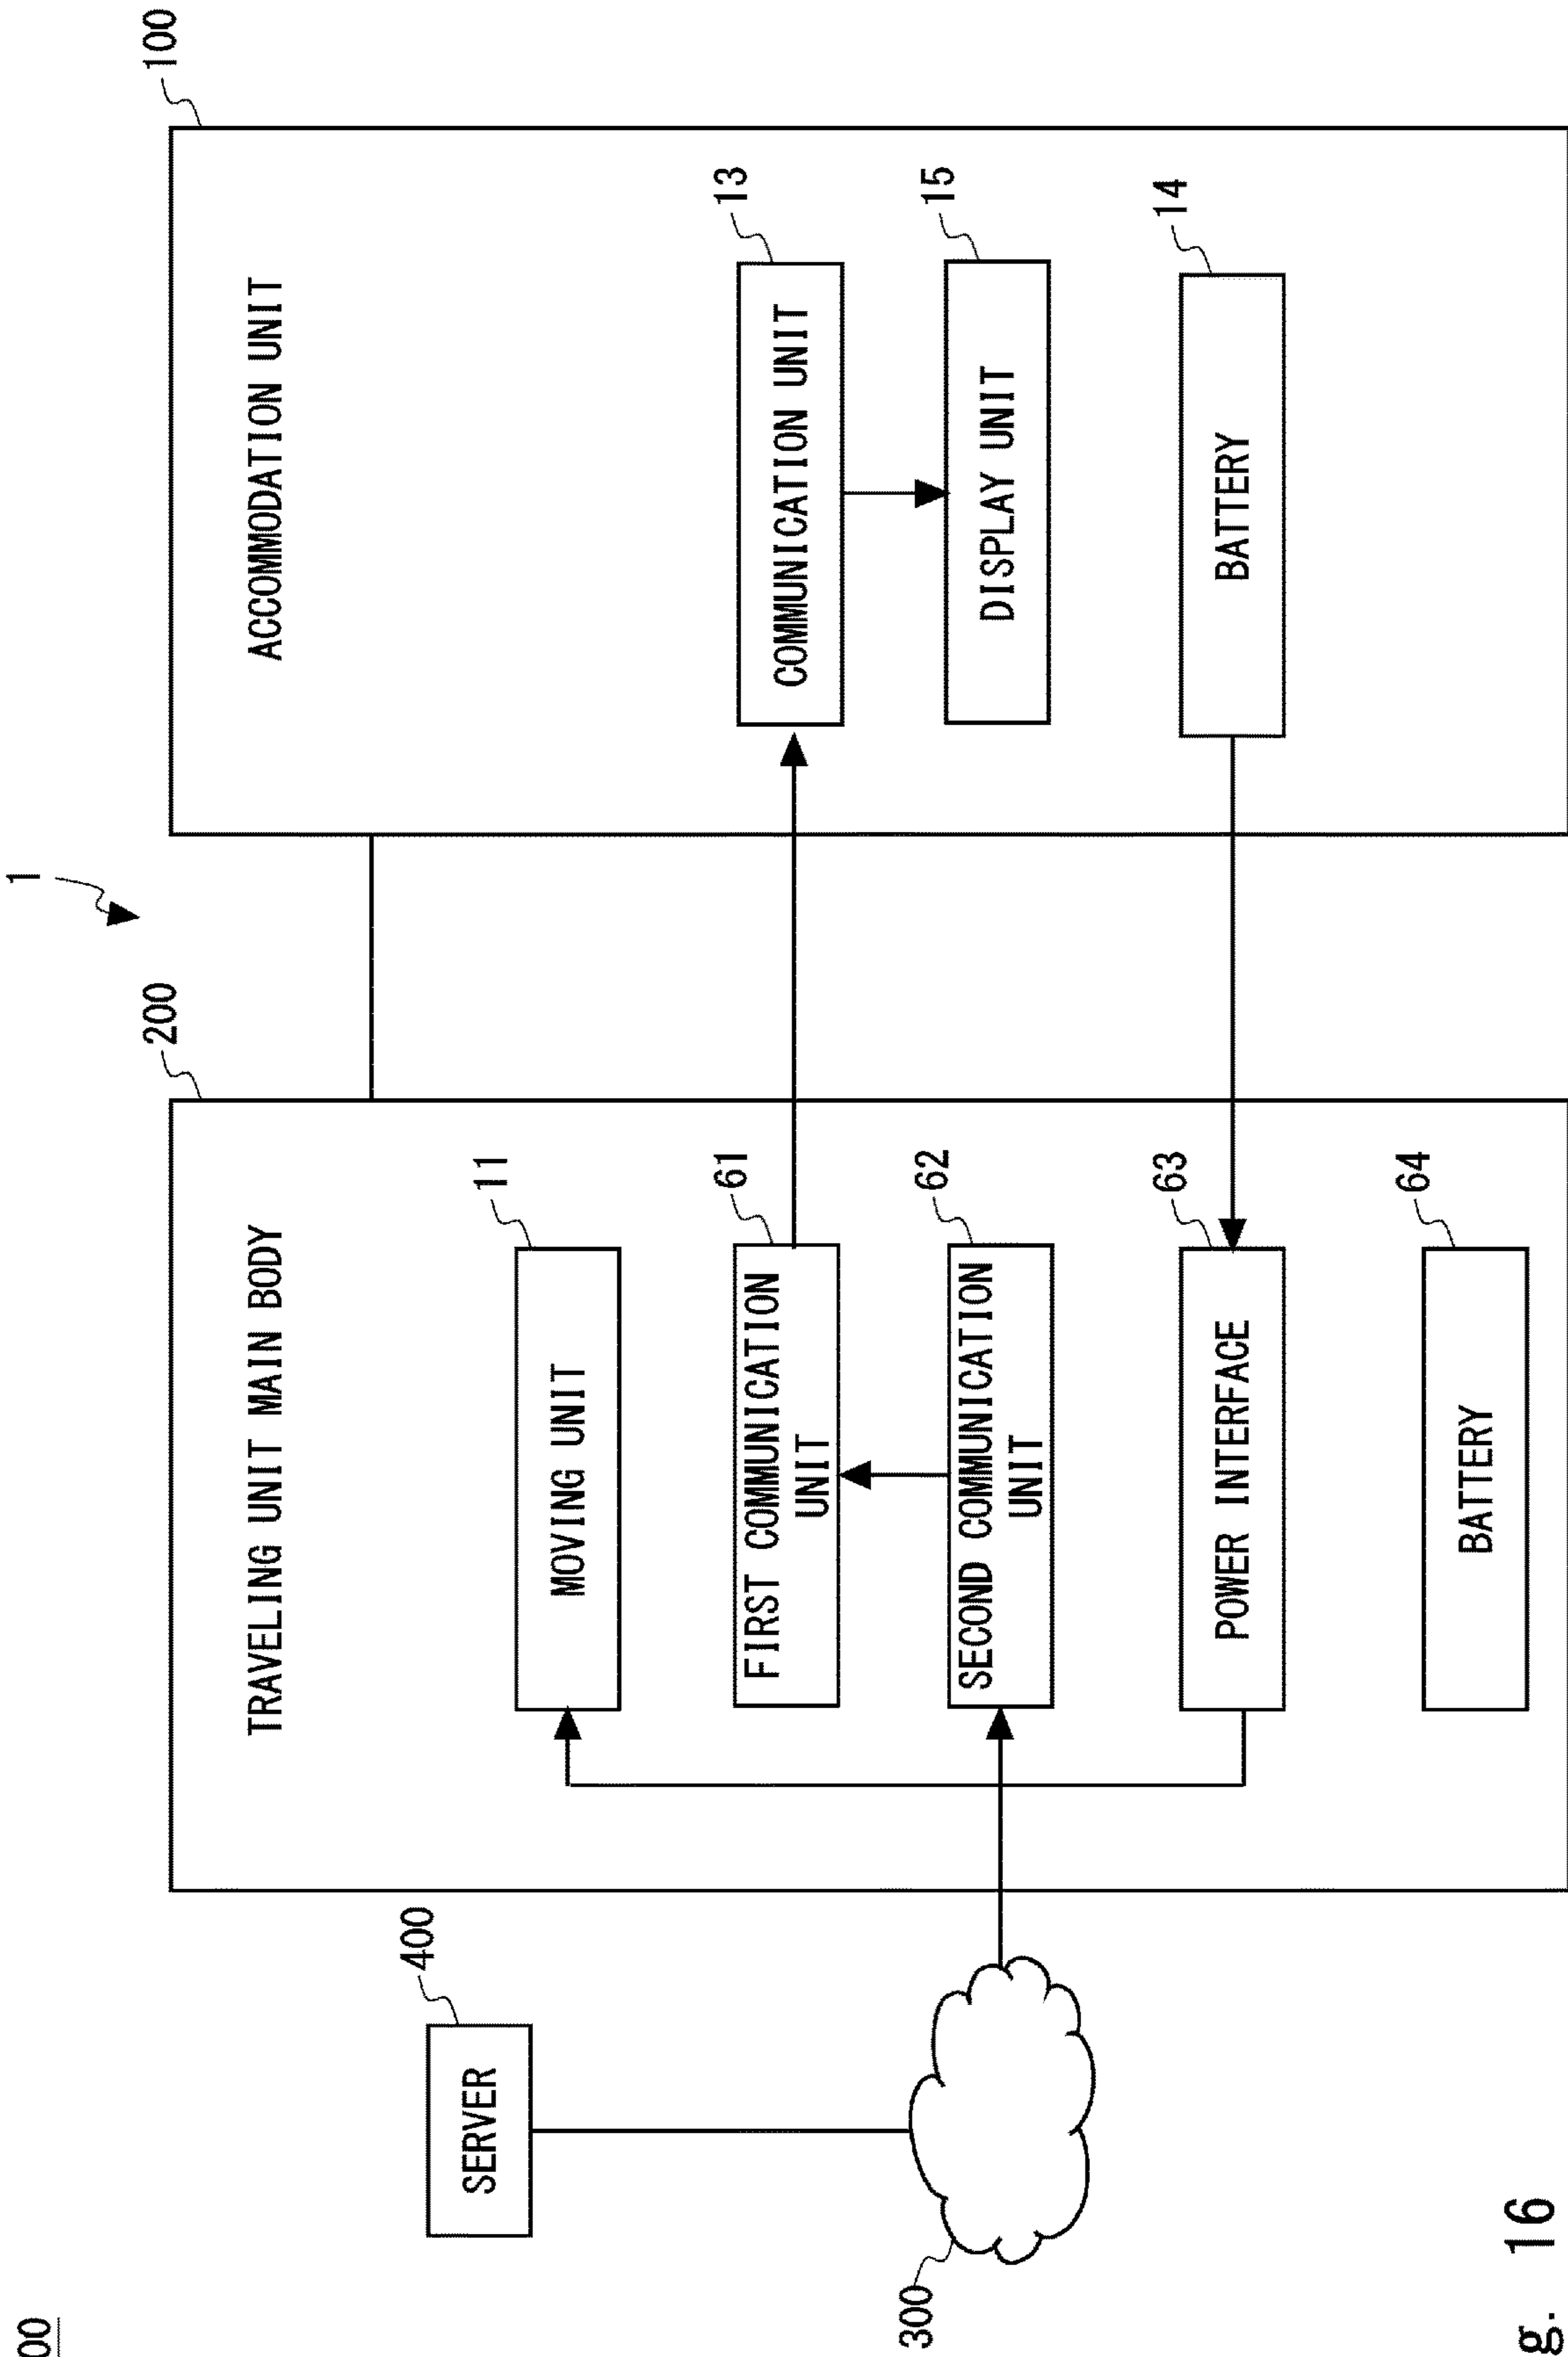 00
1
200
100
TRAVELING UNIT MAIN BODY
ACCOMMODATION UNIT
400
SERVER
11
MOVING UNIT
61
FIRST COMMUNICATION
UNIT
13
COMMUNICATION UNIT
62
SECOND COMMUNICATION
UNIT
15
DISPLAY UNIT
300
63
POWER INTERFACE
14
BATTERY
64
BATTERY
g. 16